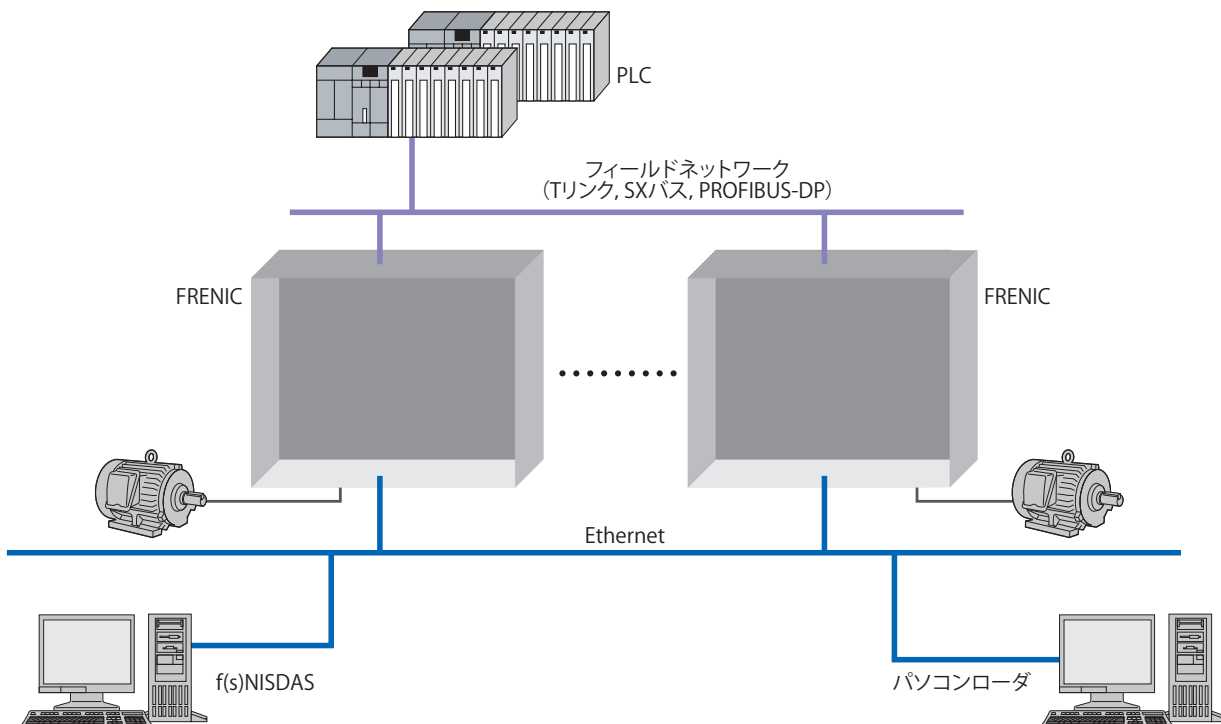 PLC
フィールドネットワーク
(Tリンク, SXバス, PROFIBUS-DP)
FRENIC
FRENIC
Ethernet
f(s)NISDAS
パソコンローダ